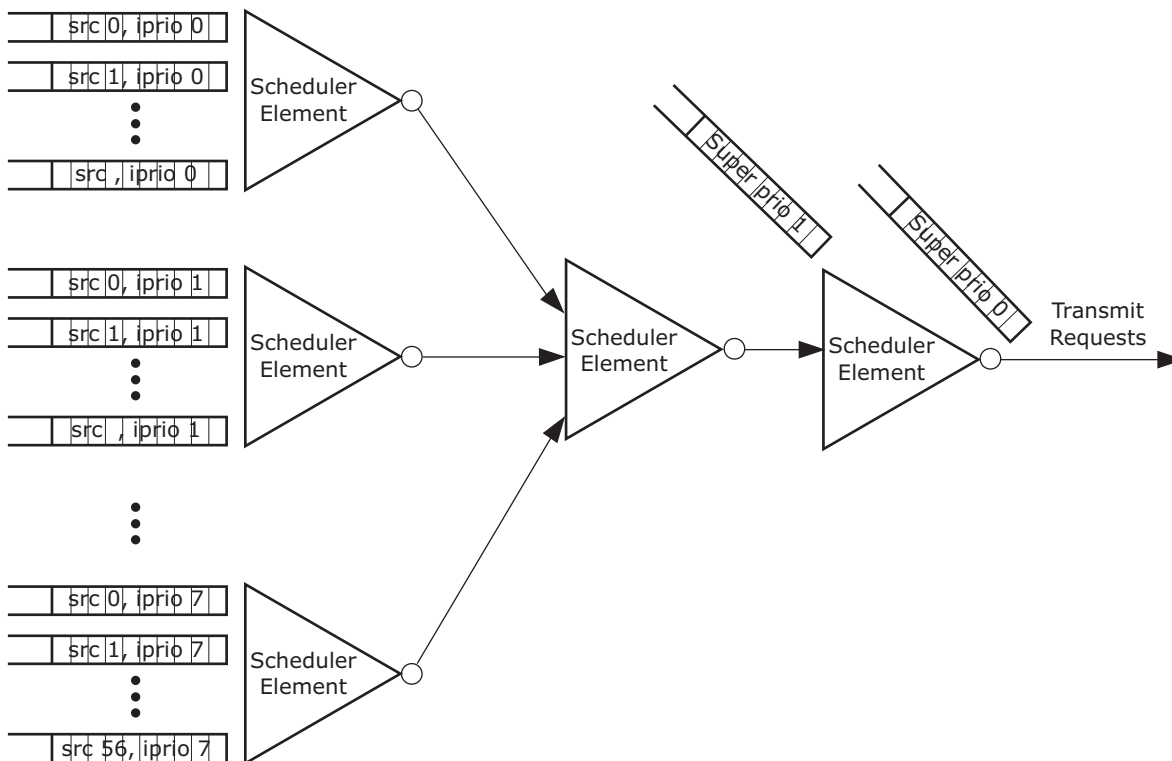 src 0, iprio 0
src 1, iprio 0
src , iprio 0
Scheduler
Element
src 0, iprio 1
src 1, iprio 1
src , iprio 1
Scheduler
Element
src 0, iprio 7
src 1, iprio 7
src 56, iprio 7
Scheduler
Element
Scheduler
Element
Super prio 1
Super prio 0
Scheduler
Element
Transmit
Requests